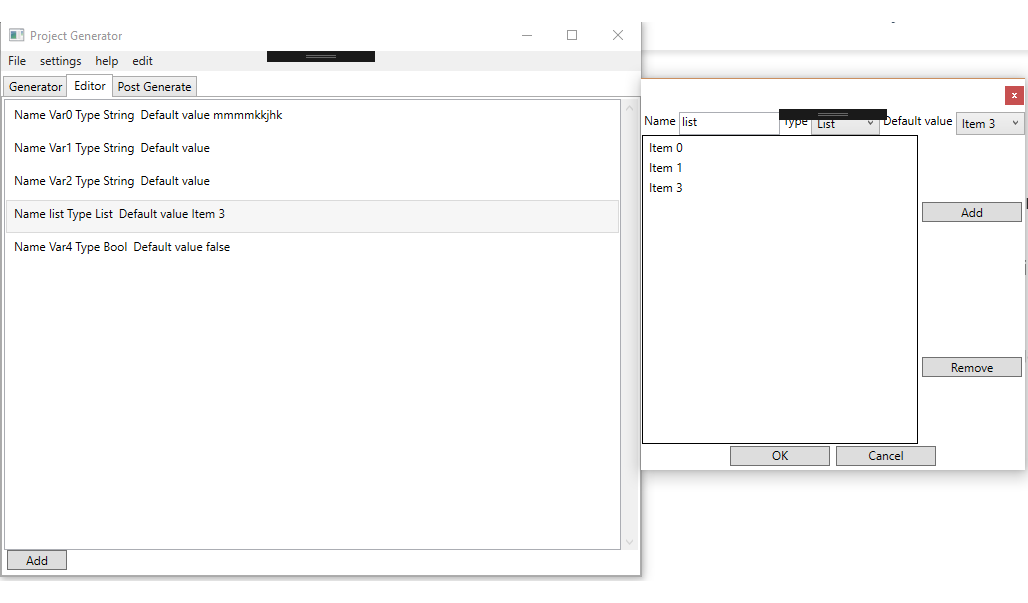 Project Generator
File settings help edit
Generator Editor Post Generate
Name Var0 Type String Default value mmmmkkjhk
Name Var1 Type String Default value
Name Var2 Type String Default value
Name list Type List Default value Item 3
Name Var4 Type Bool Default value false
Add
x
Name list Type List Default value Item 3
Item 0
Item 1
Item 3
Add
Remove
OK Cancel